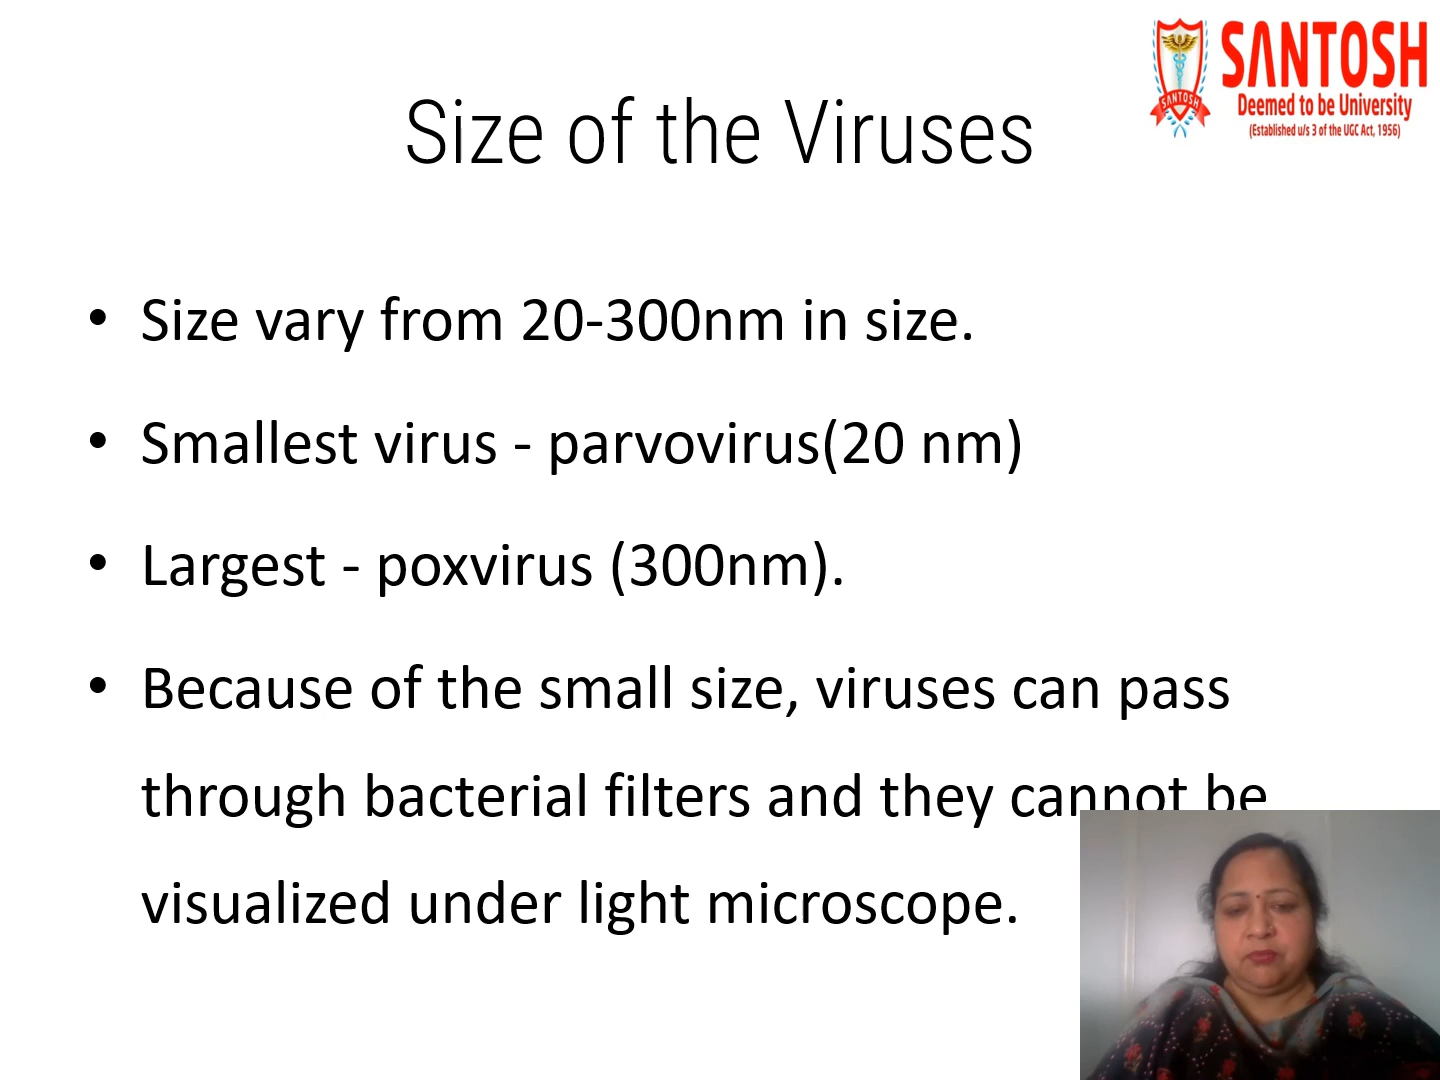 SANTOSH
Deemed to be University
(Established u/s 3 of the UGC Act, 1956)
SANTOSH
Size of the Viruses
• Size vary from 20-300nm in size.
• Smallest virus - parvovirus(20 nm)
• Largest - poxvirus (300nm).
• Because of the small size, viruses can pass
through bacterial filters and they cannot be
visualized under light microscope.